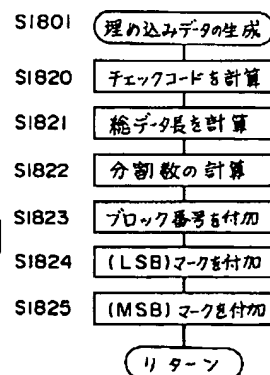 S1801 埋め込みデータの生成
S1820 チェックコードを計算
S1821 総データ長を計算
S1822 分割数の計算
S1823 ブロック番号を付加
S1824 (LSB)マークを付加
S1825 (MSB)マークを付加
リターン